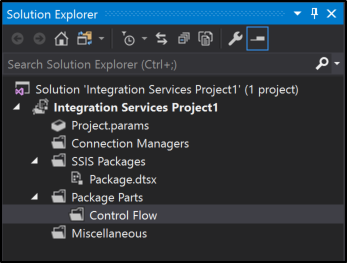 Solution Explorer
Search Solution Explorer (Ctrl+;)
Solution 'Integration Services Project1' (1 project)
Integration Services Project1
Project.params
Connection Managers
SSIS Packages
Package.dtsx
Package Parts
Control Flow
Miscellaneous